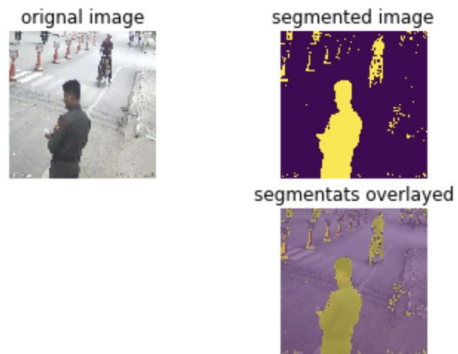 orignal image
segmented image
segmentats overlayed